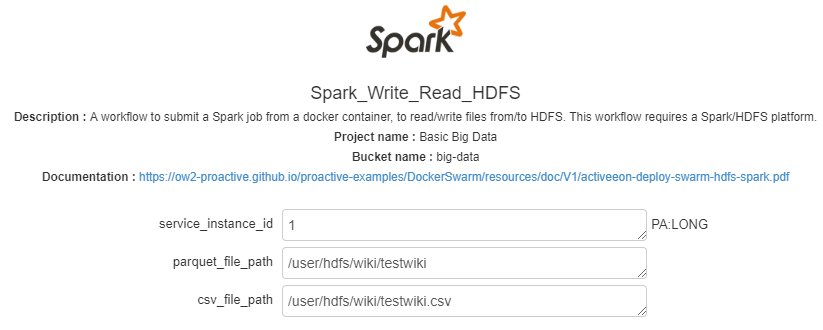 Spark
Spark_Write_Read_HDFS
Description : A workflow to submit a Spark job from a docker container, to read/write files from/to HDFS. This workflow requires a Spark/HDFS platform.
Project name : Basic Big Data
Bucket name : big-data
Documentation : https://ow2-proactive.github.io/proactive-examples/DockerSwarm/resources/doc/V1/activeeon-deploy-swarm-hdfs-spark.pdf
service_instance_id 1 PA:LONG
parquet_file_path /user/hdfs/wiki/testwiki
csv_file_path /user/hdfs/wiki/testwiki.csv